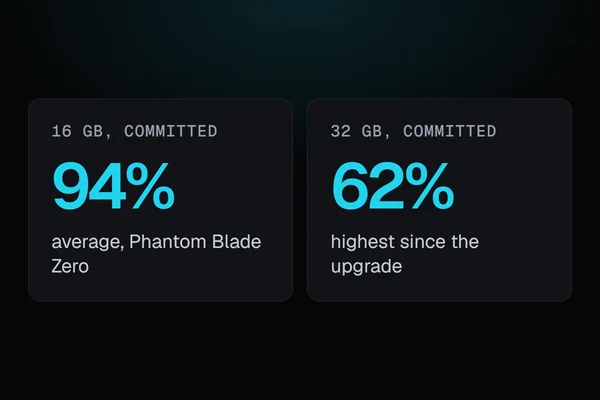 16 GB, COMMITTED
94%
average, Phantom Blade
Zero
32 GB, COMMITTED
62%
highest since the
upgrade